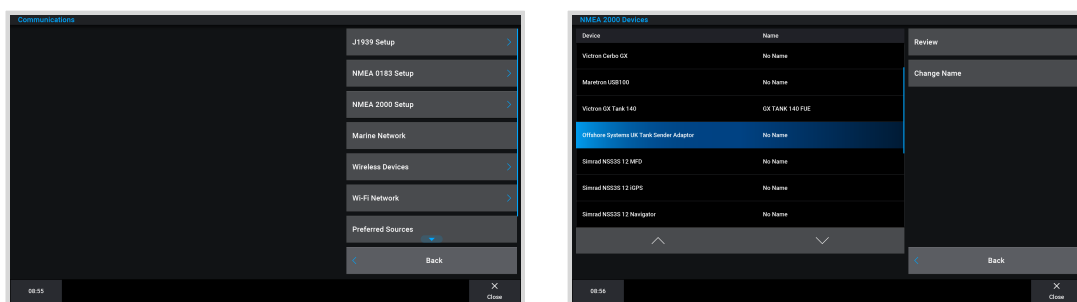 Communications
J1939 Setup
NMEA 0183 Setup
NMEA 2000 Setup
Marine Network
Wireless Devices
Wi-Fi Network
Preferred Sources
Back
08:55
Close
NMEA 2000 Devices
Device Name
Victron Cerbo GX No Name
Maretron USB100 No Name
Victron GX Tank 140 GX TANK 140 FUE
Offshore Systems UK Tank Sender Adaptor No Name
Simrad NSS3S 12 MFD No Name
Simrad NSS3S 12 iGPS No Name
Simrad NSS3S 12 Navigator No Name
Review
Change Name
Back
08:56
Close